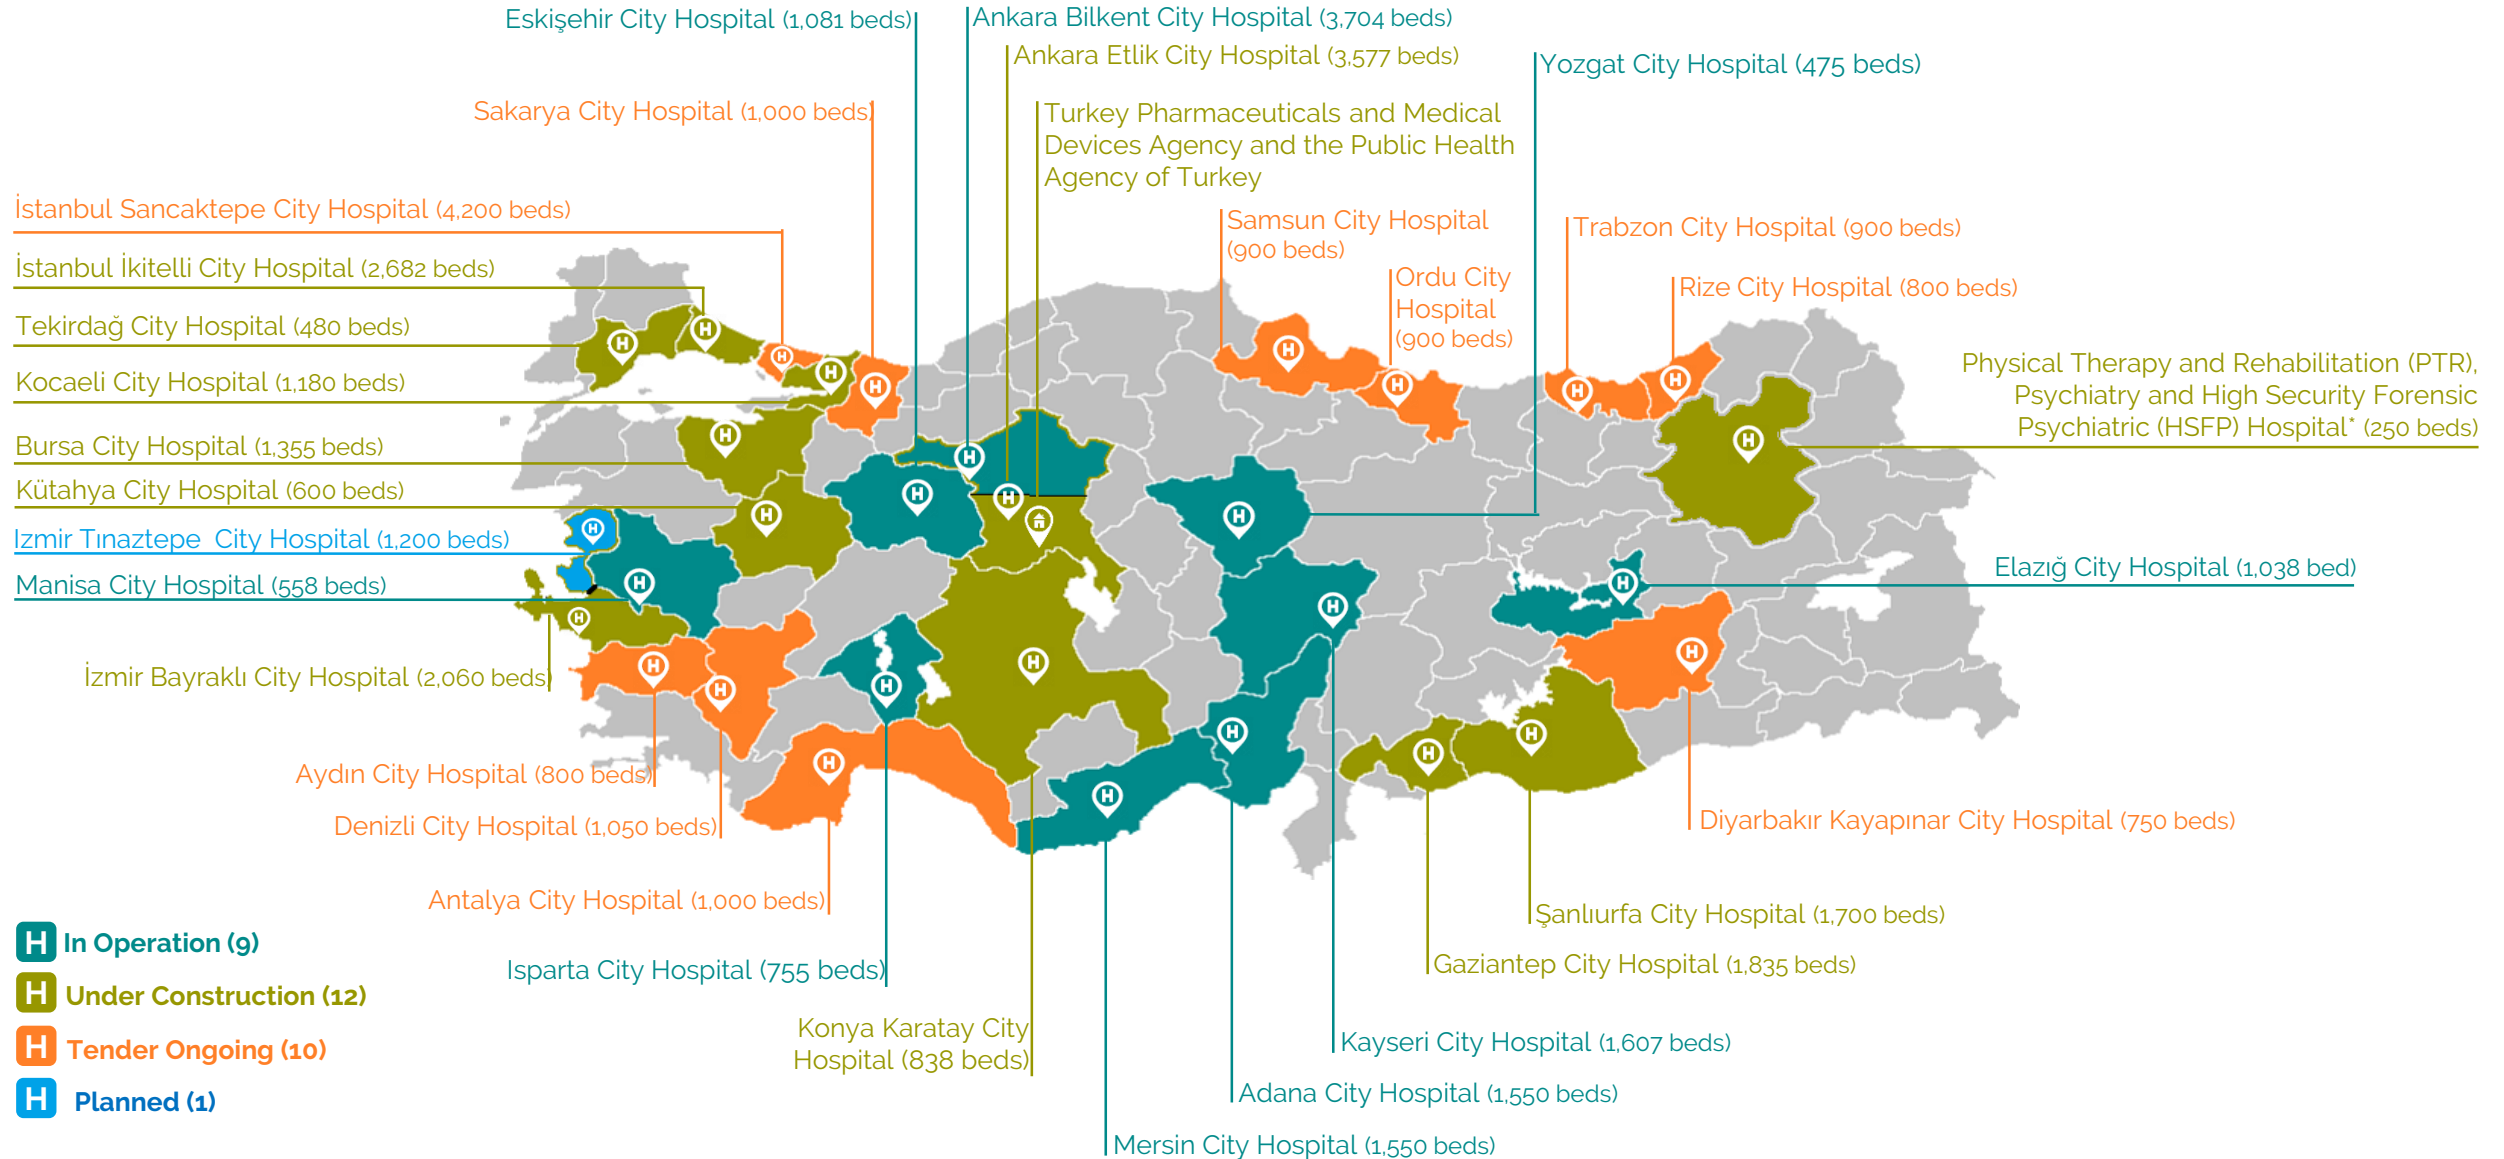 Eskişehir City Hospital (1,081 beds)
Ankara Bilkent City Hospital (3,704 beds)
Ankara Etlik City Hospital (3,577 beds)
Yozgat City Hospital (475 beds)
Sakarya City Hospital (1,000 beds)
Turkey Pharmaceuticals and Medical
Devices Agency and the Public Health
Agency of Turkey
İstanbul Sancaktepe City Hospital (4,200 beds)
Samsun City Hospital
(900 beds)
Trabzon City Hospital (900 beds)
İstanbul İkitelli City Hospital (2,682 beds)
Ordu City
Hospital
(900 beds)
Rize City Hospital (800 beds)
Tekirdağ City Hospital (480 beds)
Kocaeli City Hospital (1,180 beds)
Physical Therapy and Rehabilitation (PTR),
Psychiatry and High Security Forensic
Psychiatric (HSFP) Hospital* (250 beds)
Bursa City Hospital (1,355 beds)
Kütahya City Hospital (600 beds)
Izmir Tınaztepe  City Hospital (1,200 beds)
Manisa City Hospital (558 beds)
Elazığ City Hospital (1,038 bed)
İzmir Bayraklı City Hospital (2,060 beds)
Aydın City Hospital (800 beds)
Denizli City Hospital (1,050 beds)
Diyarbakır Kayapınar City Hospital (750 beds)
Antalya City Hospital (1,000 beds)
Şanlıurfa City Hospital (1,700 beds)
Isparta City Hospital (755 beds)
Gaziantep City Hospital (1,835 beds)
Konya Karatay City
Hospital (838 beds)
Kayseri City Hospital (1,607 beds)
Adana City Hospital (1,550 beds)
Mersin City Hospital (1,550 beds)
H In Operation (9)
H Under Construction (12)
H Tender Ongoing (10)
H Planned (1)